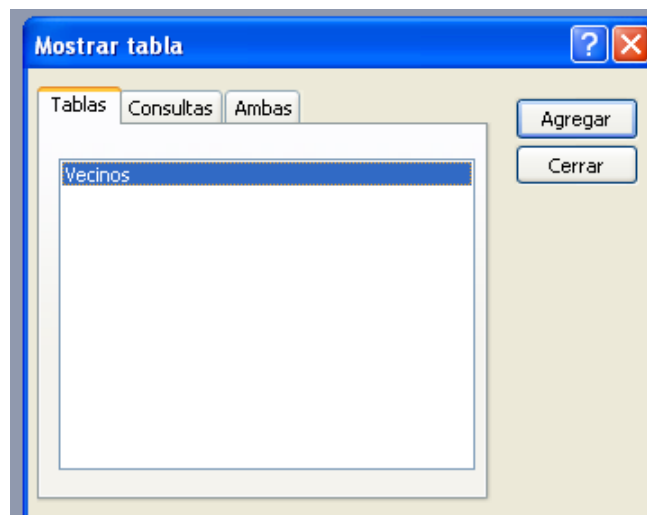 Mostrar tabla
Tablas Consultas Ambas
Agregar
Cerrar
Vecinos